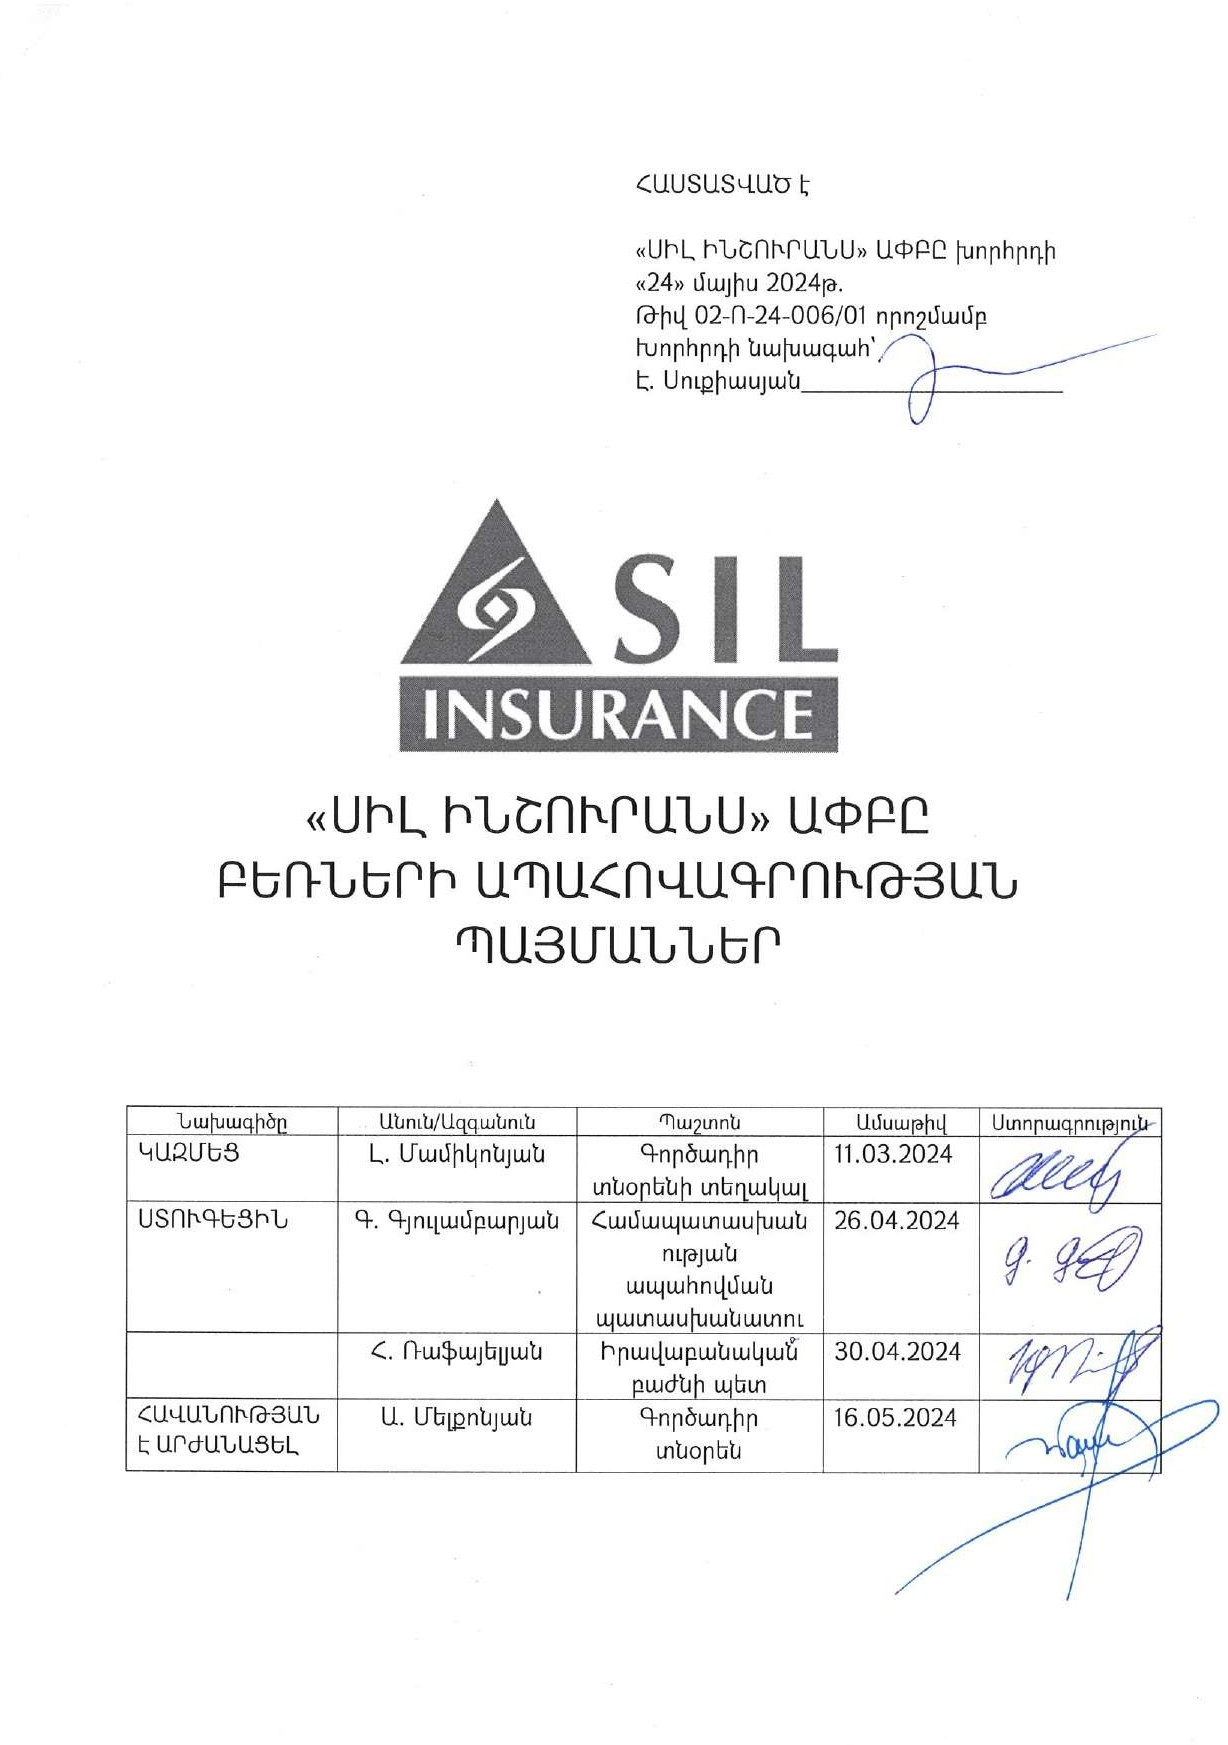 ՀԱՍՏԱՏՎԱԾ է
«ՍԻԼ ԻՆՇՈՒՐԱՆՍ» ԱՓԲԸ խորհրդի
«24» մայիս 2024թ.
Թիվ 02-Ո-24-006/01 որոշմամբ
Խորհրդի նախագահ՝
Է. Սուքիասյան____________________
SIL
INSURANCE
«ՍԻԼ ԻՆՇՈՒՐԱՆՍ» ԱՓԲԸ
ԲԵՌՆԵՐԻ ԱՊԱՀՈՎԱԳՐՈՒԹՅԱՆ
ՊԱՅՄԱՆՆԵՐ
Նախագիծը Անուն/Ազգանուն Պաշտոն Ամսաթիվ Ստորագրություն
ԿԱԶՄԵՑ Լ. Մամիկոնյան Գործադիր 11.03.2024
տնօրենի տեղակալ
ՍՏՈՒԳԵՑԻՆ Գ. Գյուլամբարյան Համապատասխան 26.04.2024
ության
ապահովման
պատասխանատու
Հ. Ռաֆայելյան Իրավաբանական 30.04.2024
բաժնի պետ
ՀԱՎԱՆՈՒԹՅԱՆ Ա. Մելքոնյան Գործադիր 16.05.2024
Է ԱՐԺԱՆԱՑԵԼ տնօրեն